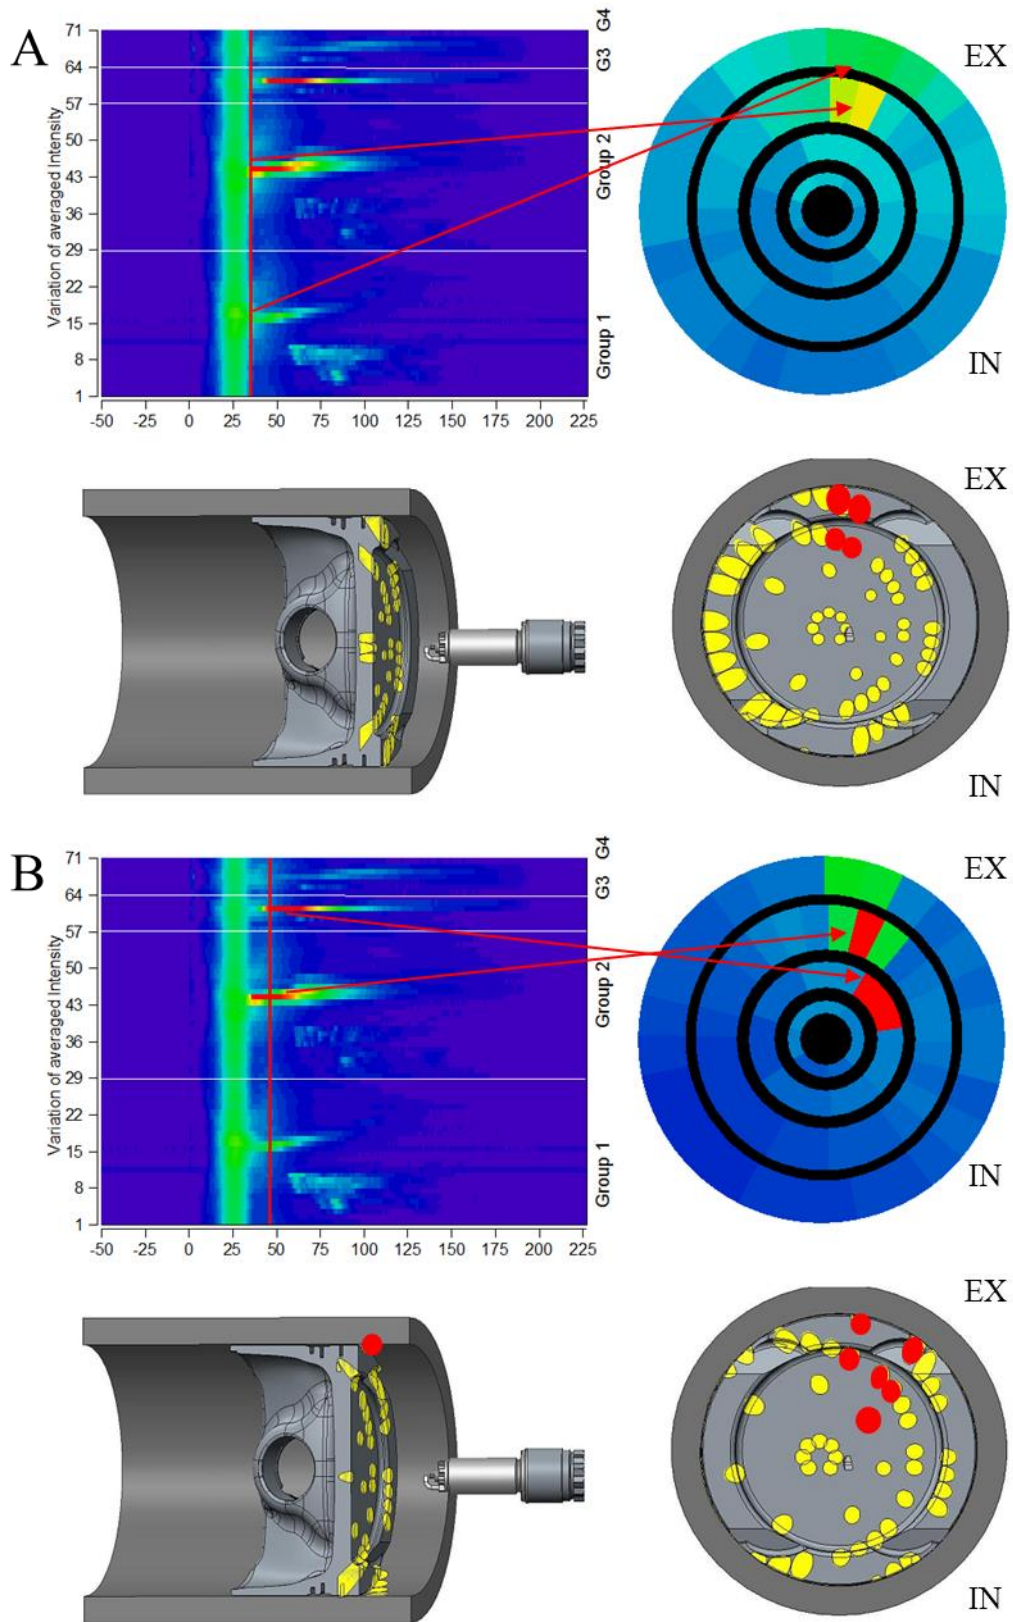 A
Variation of averaged Intensity
71
64
57
50
43
36
29
22
15
8
1
-50 -25 0 25 50 75 100 125 150 175 200 225
G4
G3
Group 2
Group 1
EX
IN
EX
IN
B
Variation of averaged Intensity
71
64
57
50
43
36
29
22
15
8
1
-50 -25 0 25 50 75 100 125 150 175 200 225
G4
G3
Group 2
Group 1
EX
IN
EX
IN